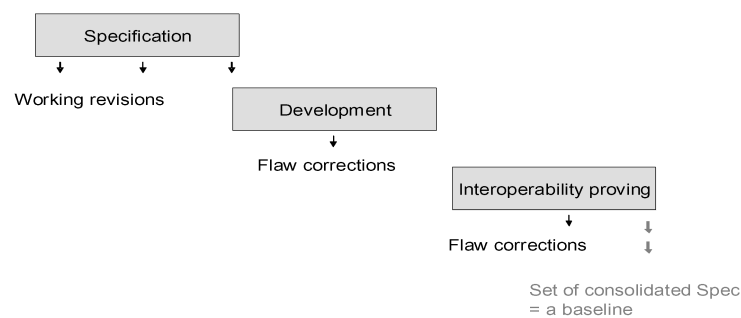 Specification
Working revisions
Development
Flaw corrections
Interoperability proving
Flaw corrections
Set of consolidated Spec
= a baseline